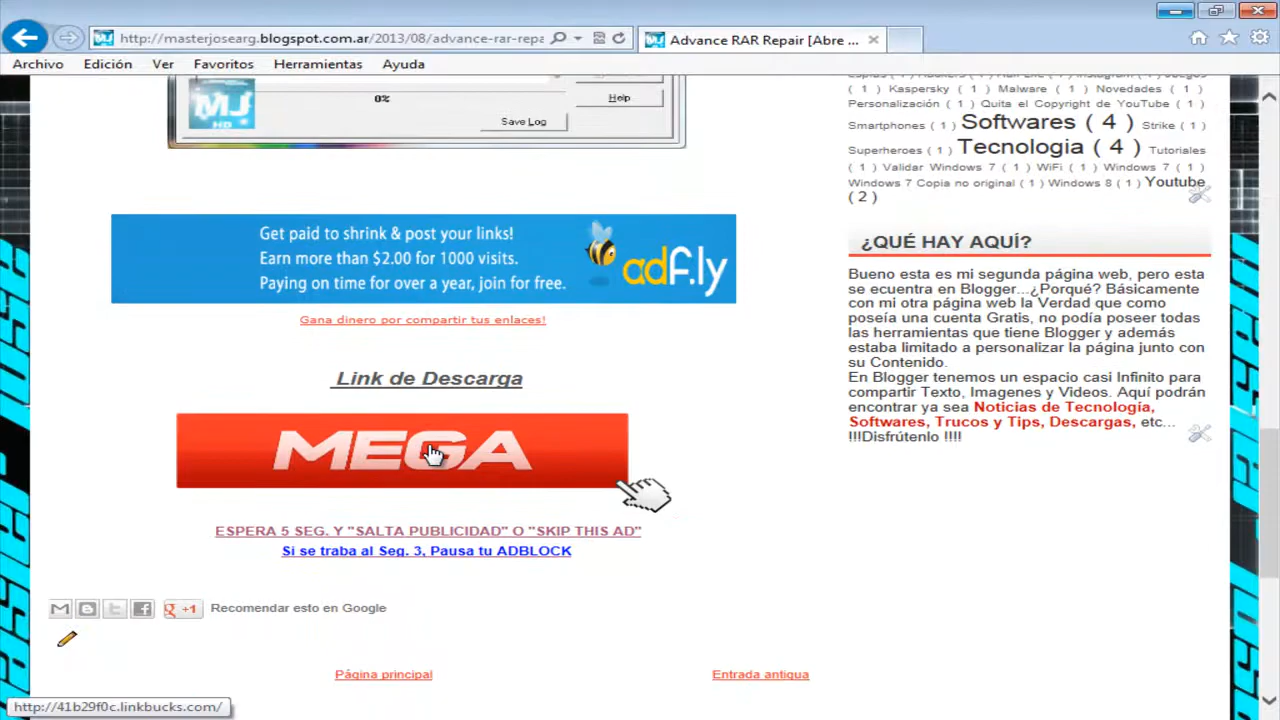 http://masterjosearg.blogspot.com.ar/2013/08/advance-rar-repa
Advance RAR Repair [Abre ...
Archivo Edición Ver Favoritos Herramientas Ayuda
MJ
HD
0%
Help
Save Log
Get paid to shrink & post your links!
Earn more than $2.00 for 1000 visits.
Paying on time for over a year, join for free.
adf.ly
Gana dinero por compartir tus enlaces!
Link de Descarga
MEGA
ESPERA 5 SEG. Y "SALTA PUBLICIDAD" O "SKIP THIS AD"
Si se traba al Seg. 3, Pausa tu ADBLOCK
+1 Recomendar esto en Google
Página principal Entrada antigua
http://41b29f0c.linkbucks.com/
( 1 ) Kaspersky ( 1 ) Malware ( 1 ) Novedades ( 1 )
Personalización ( 1 ) Quita el Copyright de YouTube ( 1 )
Smartphones ( 1 ) Softwares ( 4 ) Strike ( 1 )
Superheroes ( 1 ) Tecnologia ( 4 ) Tutoriales
( 1 ) Validar Windows 7 ( 1 ) WiFi ( 1 ) Windows 7 ( 1 )
Windows 7 Copia no original ( 1 ) Windows 8 ( 1 ) Youtube
( 2 )
¿QUÉ HAY AQUÍ?
Bueno esta es mi segunda página web, pero esta
se ecuentra en Blogger...¿Porqué? Básicamente
con mi otra página web la Verdad que como
poseía una cuenta Gratis, no podía poseer todas
las herramientas que tiene Blogger y además
estaba limitado a personalizar la página junto con
su Contenido.
En Blogger tenemos un espacio casi Infinito para
compartir Texto, Imagenes y Videos. Aquí podrán
encontrar ya sea Noticias de Tecnología,
Softwares, Trucos y Tips, Descargas, etc...
!!!Disfrútenlo !!!!